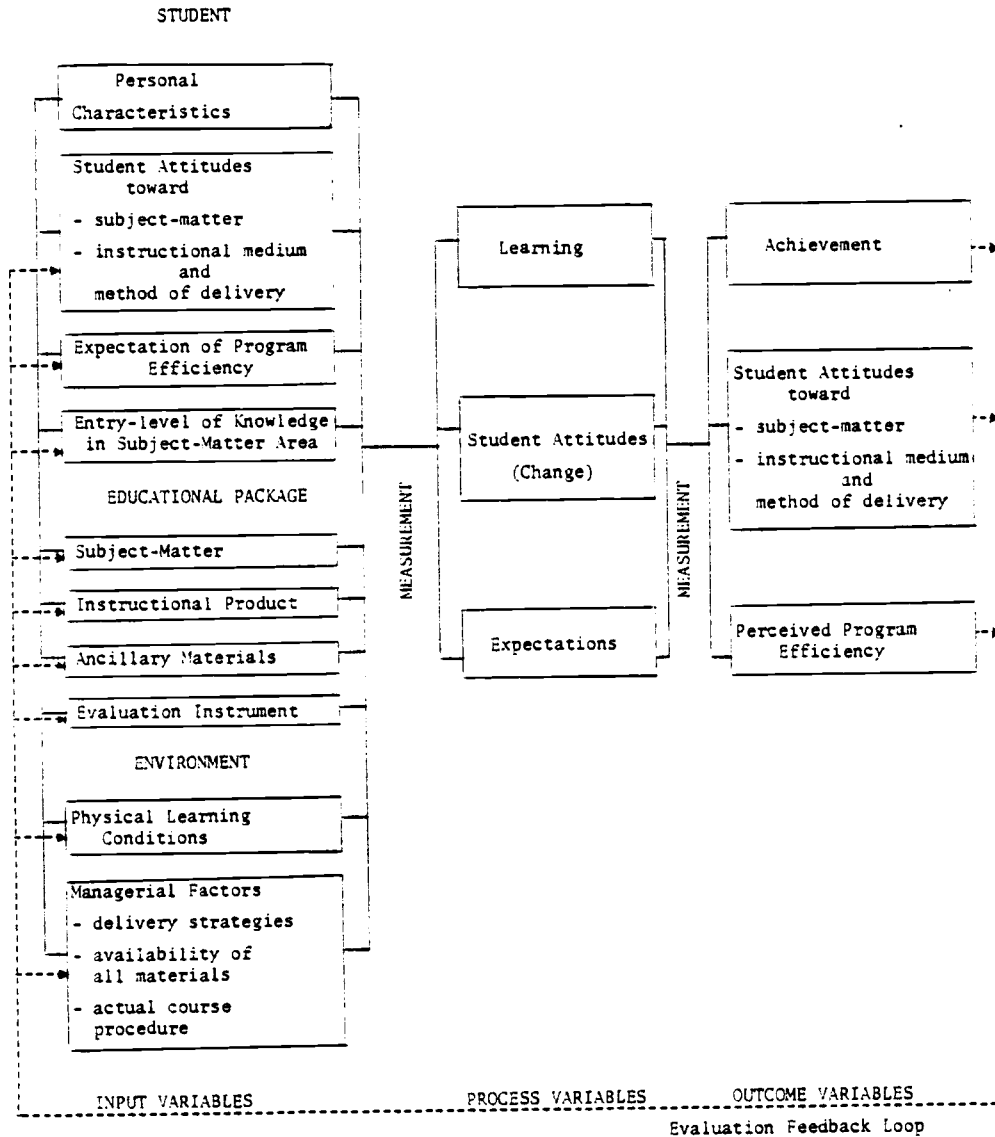 STUDENT
Personal
Characteristics
Student Attitudes
toward
- subject-matter
- instructional medium
and
method of delivery
Expectation of Program
Efficiency
Entry-level of Knowledge
in Subject-Matter Area
EDUCATIONAL PACKAGE
Subject-Matter
Instructional Product
Ancillary Materials
Evaluation Instrument
ENVIRONMENT
Physical Learning
Conditions
Managerial Factors
- delivery strategies
- availability of
all materials
- actual course
procedure
INPUT VARIABLES
MEASUREMENT
Learning
Student Attitudes
(Change)
Expectations
PROCESS VARIABLES
MEASUREMENT
Achievement
Student Attitudes
toward
- subject-matter
- instructional medium
and
method of delivery
Perceived Program
Efficiency
OUTCOME VARIABLES
Evaluation Feedback Loop